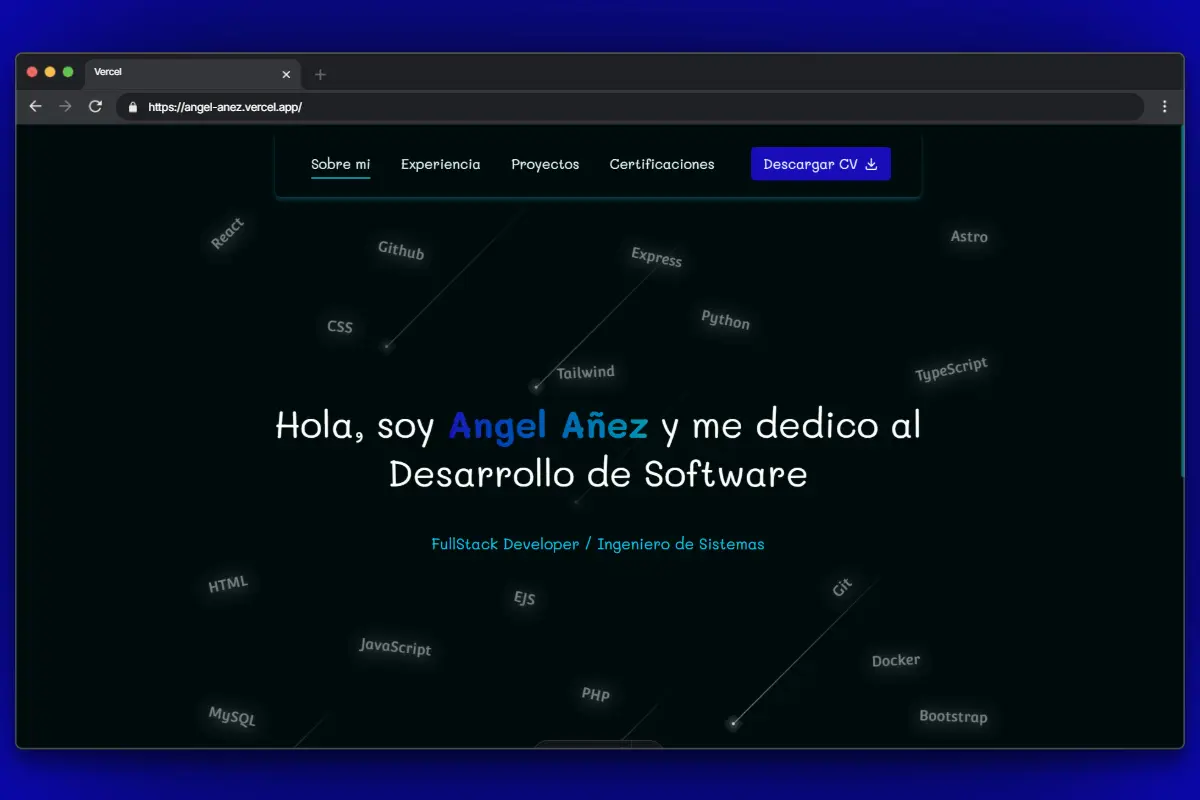 Vercel
https://angel-anez.vercel.app/
Sobre mi Experiencia Proyectos Certificaciones Descargar CV
React
Github
Express
Astro
CSS
Python
Tailwind
TypeScript
Hola, soy Angel Añez y me dedico al
Desarrollo de Software
FullStack Developer / Ingeniero de Sistemas
HTML
EJS
Git
JavaScript
Docker
PHP
MySQL
Bootstrap